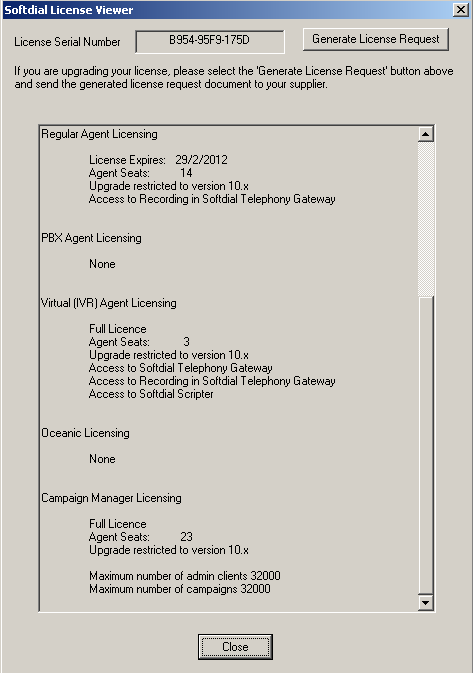 Softdial License Viewer
License Serial Number B954-95F9-175D Generate License Request
If you are upgrading your license, please select the 'Generate License Request' button above
and send the generated license request document to your supplier.
Regular Agent Licensing
License Expires: 29/2/2012
Agent Seats: 14
Upgrade restricted to version 10.x
Access to Recording in Softdial Telephony Gateway
PBX Agent Licensing
None
Virtual (IVR) Agent Licensing
Full Licence
Agent Seats: 3
Upgrade restricted to version 10.x
Access to Softdial Telephony Gateway
Access to Recording in Softdial Telephony Gateway
Access to Softdial Scripter
Oceanic Licensing
None
Campaign Manager Licensing
Full Licence
Agent Seats: 23
Upgrade restricted to version 10.x
Maximum number of admin clients 32000
Maximum number of campaigns 32000
Close